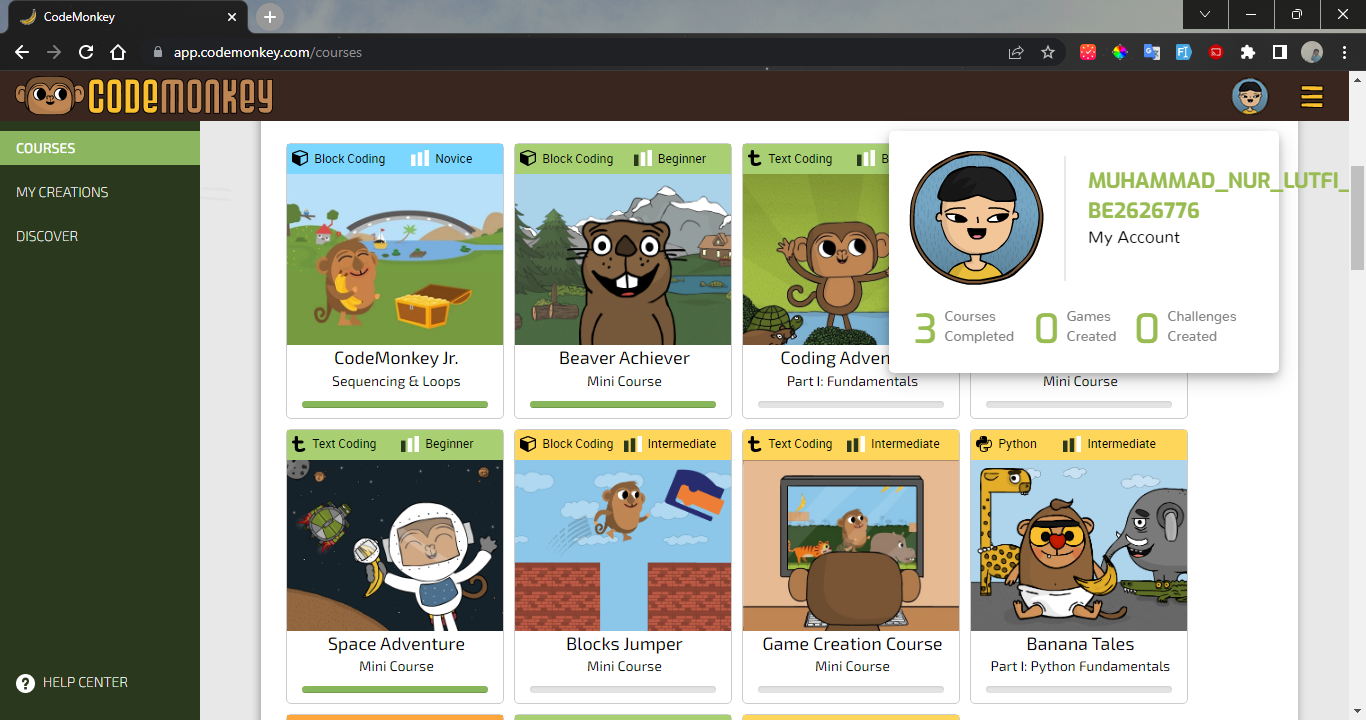 CodeMonkey
app.codemonkey.com/courses
CODEMONKEY
COURSES
MY CREATIONS
DISCOVER
HELP CENTER
MUHAMMAD_NUR_LUTFI_
BE2626776
My Account
3 Courses Completed
0 Games Created
0 Challenges Created
Block Coding Novice
CodeMonkey Jr.
Sequencing & Loops
Block Coding Beginner
Beaver Achiever
Mini Course
Text Coding B
Coding Adven
Part I: Fundamentals
Mini Course
Text Coding Beginner
Space Adventure
Mini Course
Block Coding Intermediate
Blocks Jumper
Mini Course
Text Coding Intermediate
Game Creation Course
Mini Course
Python Intermediate
Banana Tales
Part I: Python Fundamentals